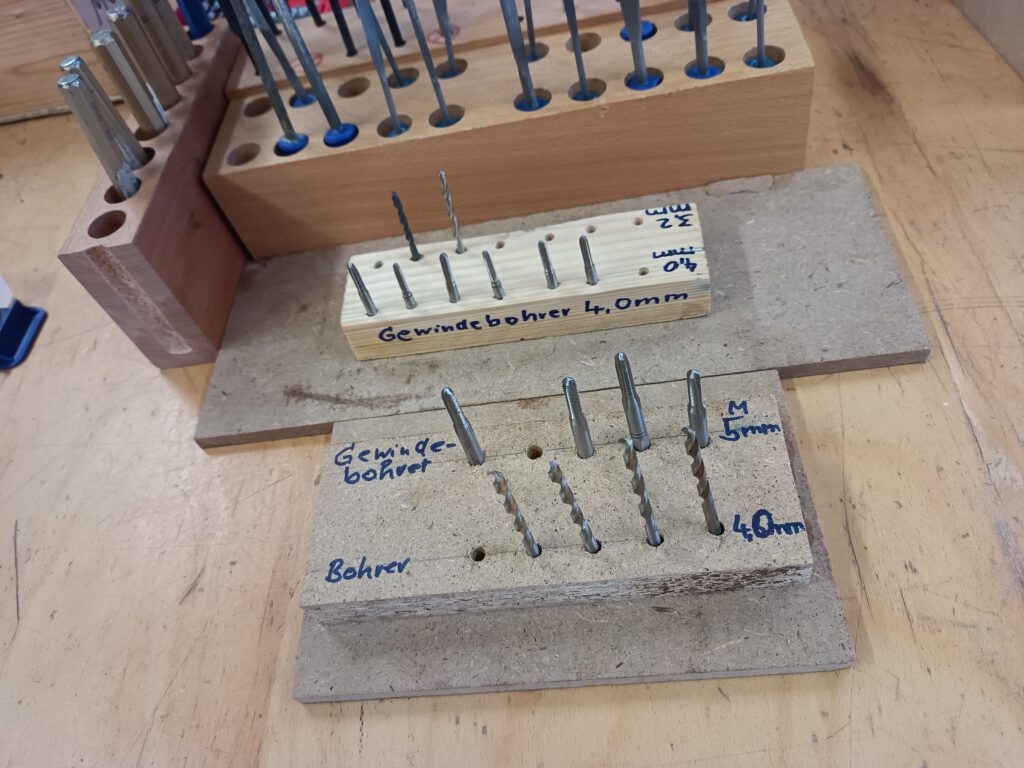 3,2
mm
4,0
mm
Gewindebohrer 4,0mm
Gewinde-
bohrer
M
5mm
Bohrer
4,0mm